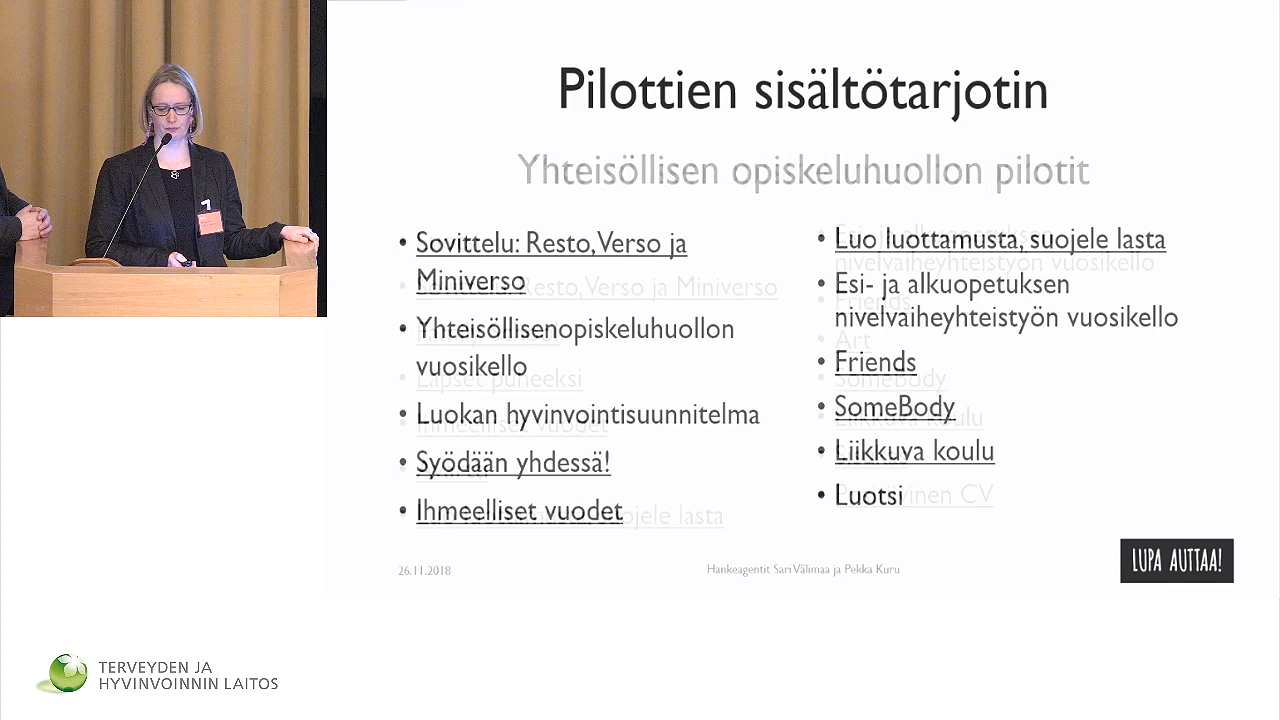 Pilottien sisältötarjotin
Yhteisöllisen opiskeluhuollon pilotit
• Sovittelu: Resto, Verso ja
Miniverso
• Yhteisöllisenopiskeluhuollon
vuosikello
• Luokan hyvinvointisuunnitelma
• Syödään yhdessä!
• Ihmeelliset vuodet
• Luo luottamusta, suojele lasta
• Esi- ja alkuopetuksen
nivelvaiheyhteistyön vuosikello
• Friends
• SomeBody
• Liikkuva koulu
• Luotsi
26.11.2018
Hankeagentit Sari Välimaa ja Pekka Kuru
LUPA AUTTAA!
TERVEYDEN JA
HYVINVOINNIN LAITOS